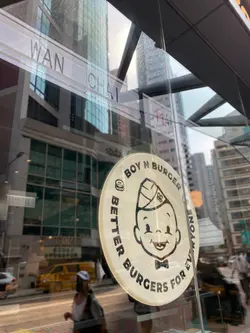 WAN CHAI
BOY N BURGER
BETTER BURGERS FOR EVERYONE